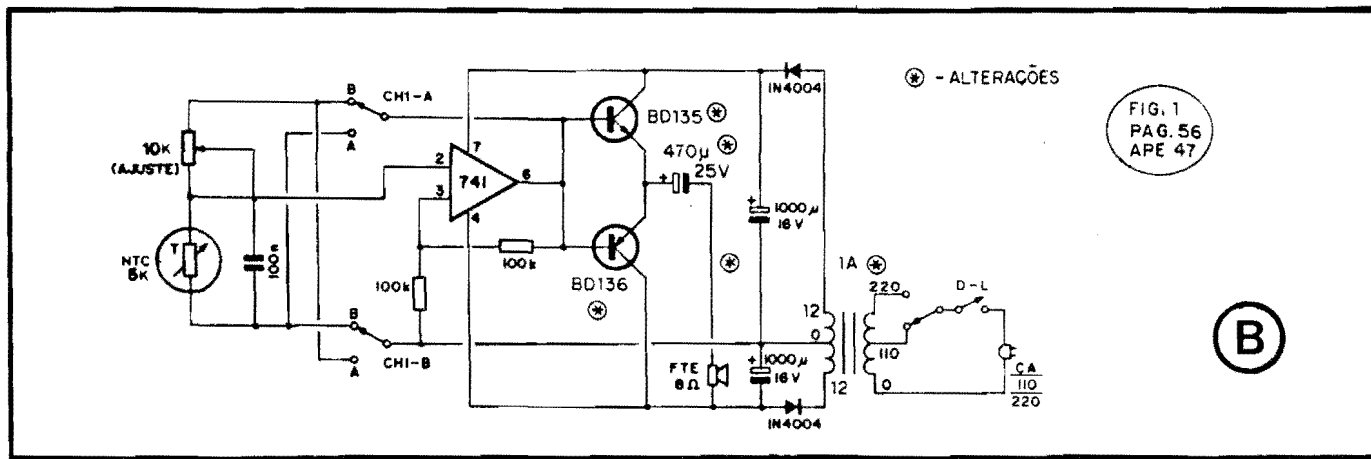 B
CH1-A
A
10K
(AJUSTE)
T
NTC
5K
100n
B
A
CH1-B
2
3
7
741
6
4
100k
100k
BD135 ⊛
470µ ⊛
+
25V
BD136
⊛
⊛
FTE
8Ω
1N4004
+
1000µ
16V
+
1000µ
16V
1N4004
12
0
12
1A ⊛
220
110
0
D-L
CA
110
220
⊛ - ALTERAÇÕES
FIG. 1
PAG. 56
APE 47
B